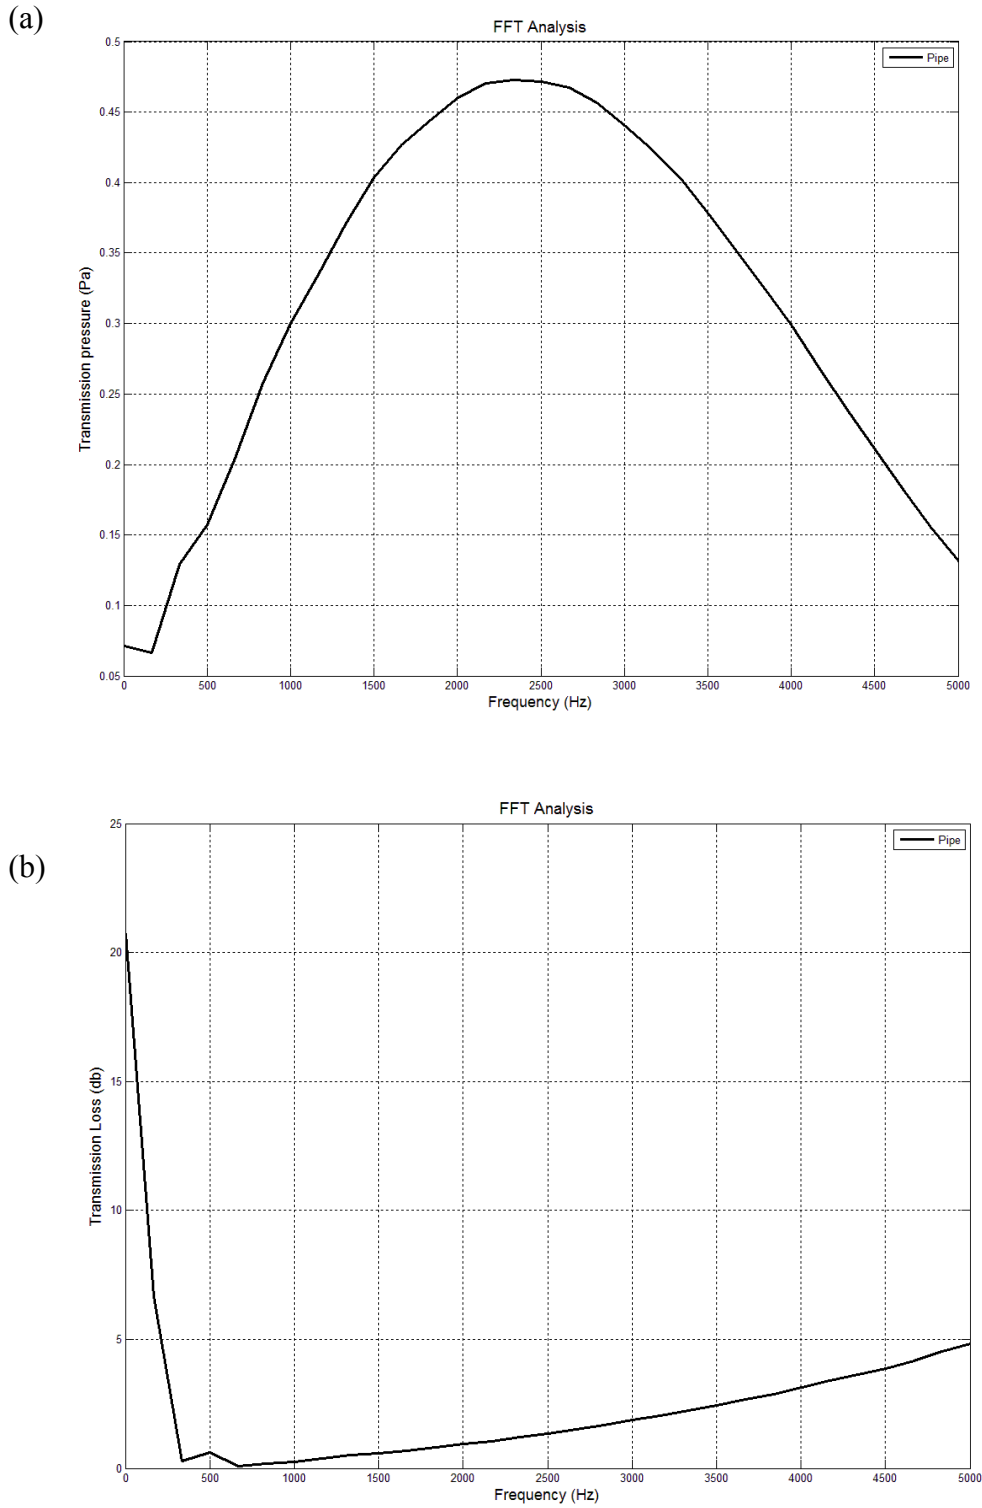 (a)
FFT Analysis
Pipe
0.5
0.45
0.4
0.35
0.3
0.25
0.2
0.15
0.1
0.05
Transmission pressure (Pa)
0 500 1000 1500 2000 2500 3000 3500 4000 4500 5000
Frequency (Hz)
(b)
FFT Analysis
Pipe
25
20
15
10
5
0
Transmission Loss (db)
0 500 1000 1500 2000 2500 3000 3500 4000 4500 5000
Frequency (Hz)